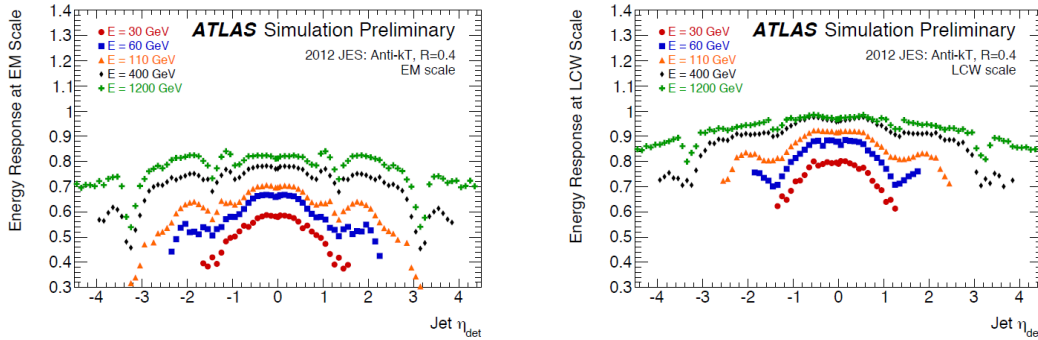 Energy Response at EM Scale
1.4
1.3
1.2
1.1
1
0.9
0.8
0.7
0.6
0.5
0.4
0.3
E = 30 GeV
E = 60 GeV
E = 110 GeV
E = 400 GeV
E = 1200 GeV
ATLAS Simulation Preliminary
2012 JES: Anti-kT, R=0.4
EM scale
-4 -3 -2 -1 0 1 2 3 4
Jet η_det
Energy Response at LCW Scale
1.4
1.3
1.2
1.1
1
0.9
0.8
0.7
0.6
0.5
0.4
0.3
E = 30 GeV
E = 60 GeV
E = 110 GeV
E = 400 GeV
E = 1200 GeV
ATLAS Simulation Preliminary
2012 JES: Anti-kT, R=0.4
LCW scale
-4 -3 -2 -1 0 1 2 3 4
Jet η_det